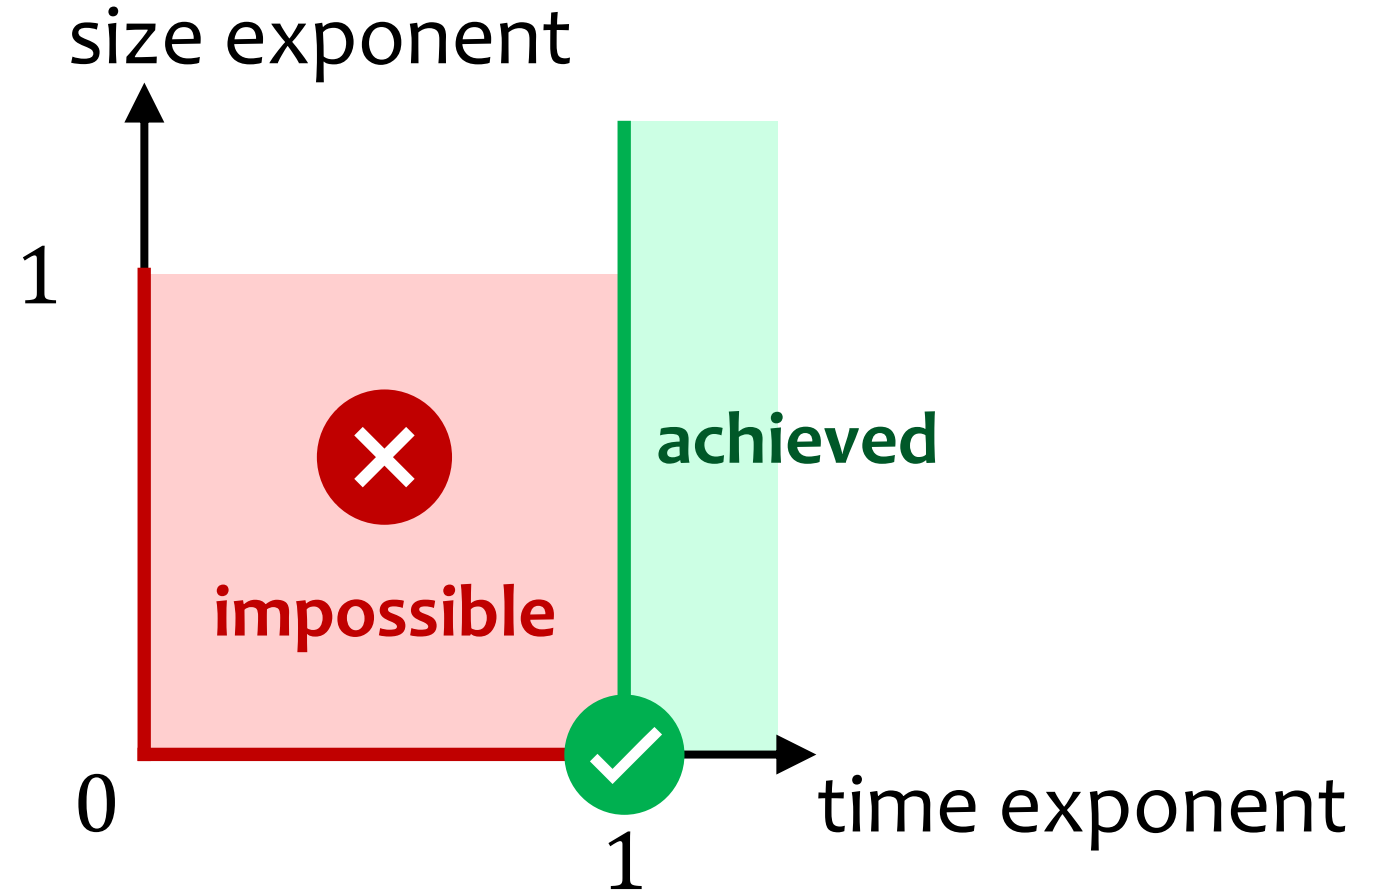 size exponent
1
achieved
impossible
0
time exponent
1